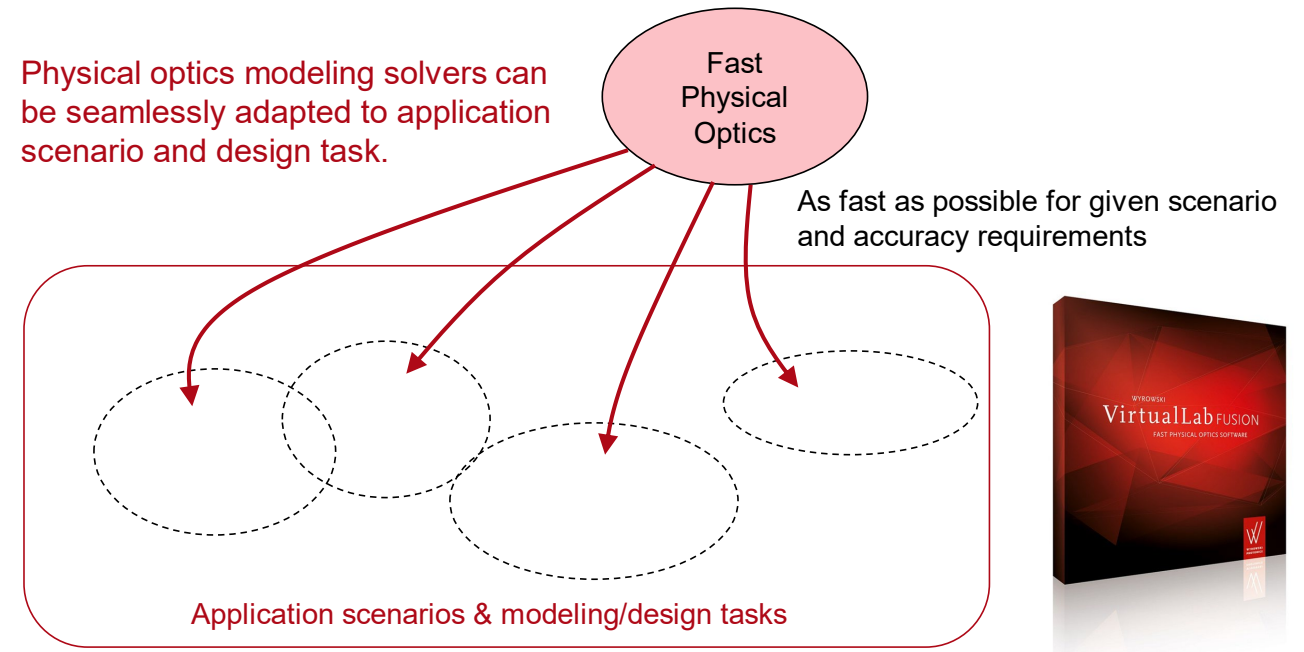 Physical optics modeling solvers can
be seamlessly adapted to application
scenario and design task.
Fast
Physical
Optics
As fast as possible for given scenario
and accuracy requirements
WYROWSKI
VirtualLab FUSION
FAST PHYSICAL OPTICS SOFTWARE
Application scenarios & modeling/design tasks